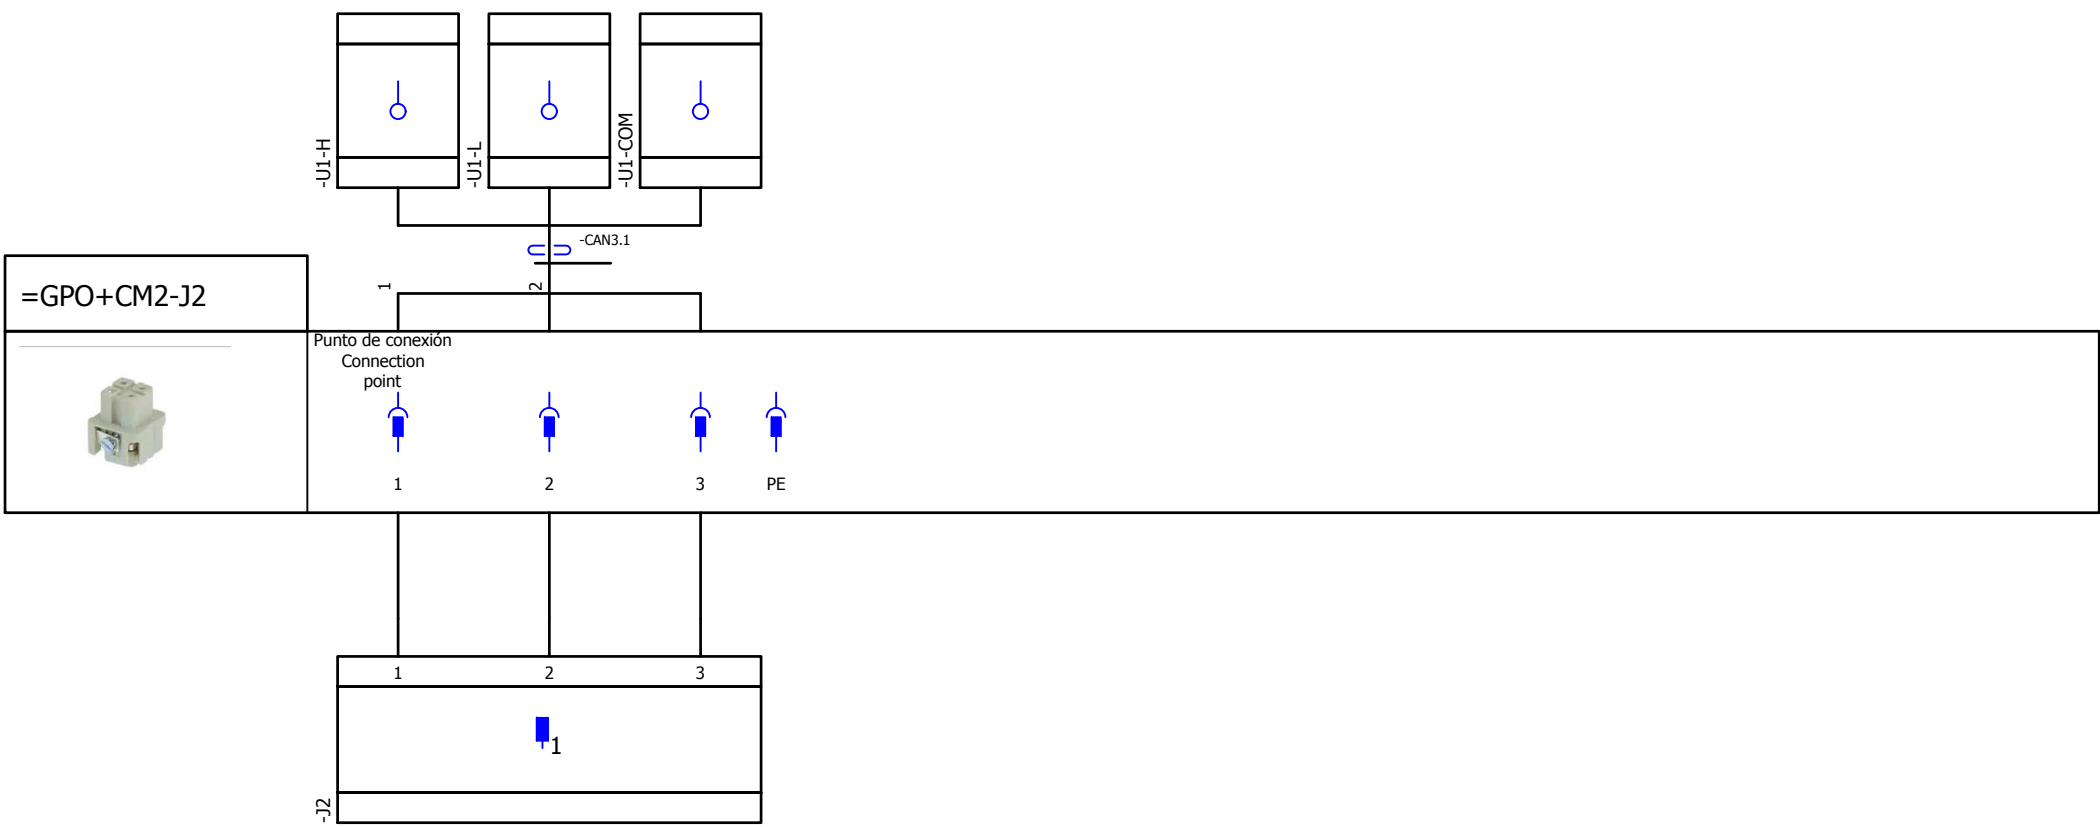 -U1-H
-U1-L
-U1-COM
-CAN3.1
1
2
=GPO+CM2-J2
Punto de conexión
Connection
point
1
2
3
PE
1
2
3
1
-J2